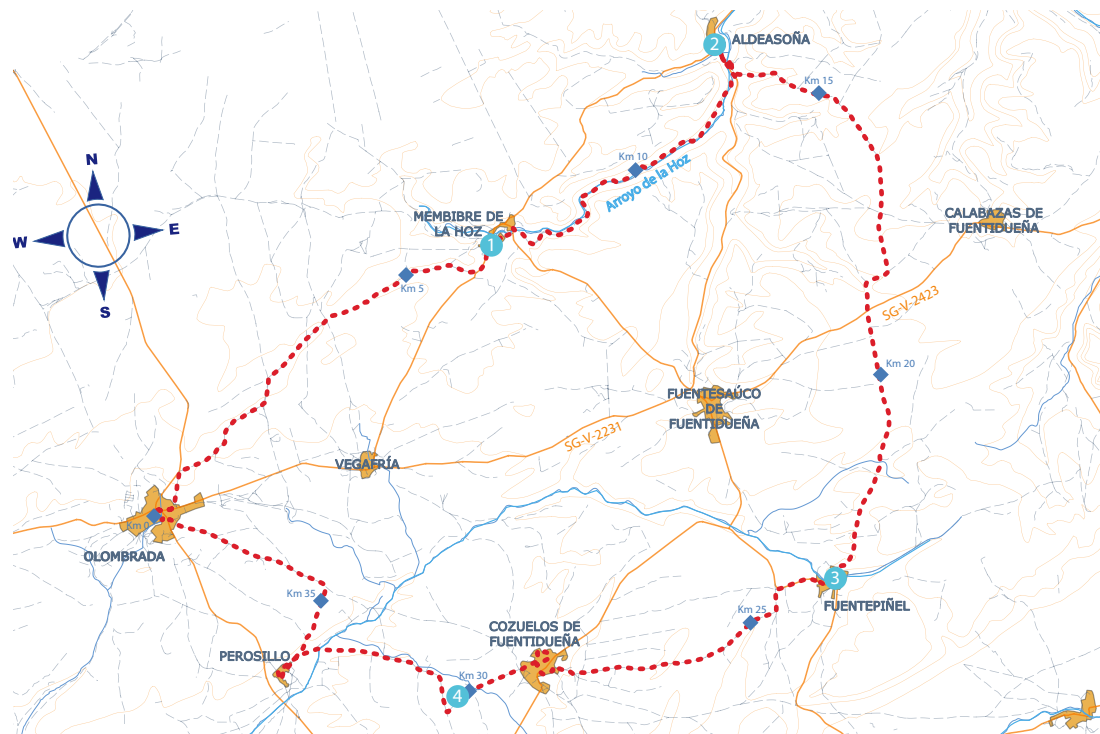 2
ALDEASOÑA
Km 15
Km 10
Arroyo de la Hoz
N
W
E
S
MEMBIBRE DE
LA HOZ
1
CALABAZAS DE
FUENTIDUEÑA
Km 5
SG-V-2423
Km 20
FUENTESAÚCO
DE
FUENTIDUEÑA
SG-V-2231
VEGAFRÍA
Km 0
OLOMBRADA
3
FUENTEPIÑEL
Km 35
Km 25
COZUELOS DE
FUENTIDUEÑA
PEROSILLO
Km 30
4